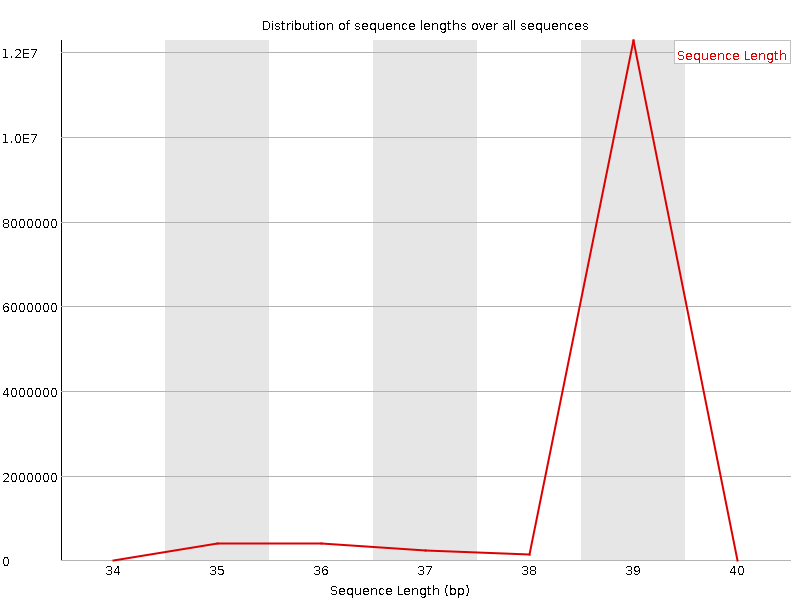 Distribution of sequence lengths over all sequences
Sequence Length
1.2E7
1.0E7
8000000
6000000
4000000
2000000
0
34 35 36 37 38 39 40
Sequence Length (bp)